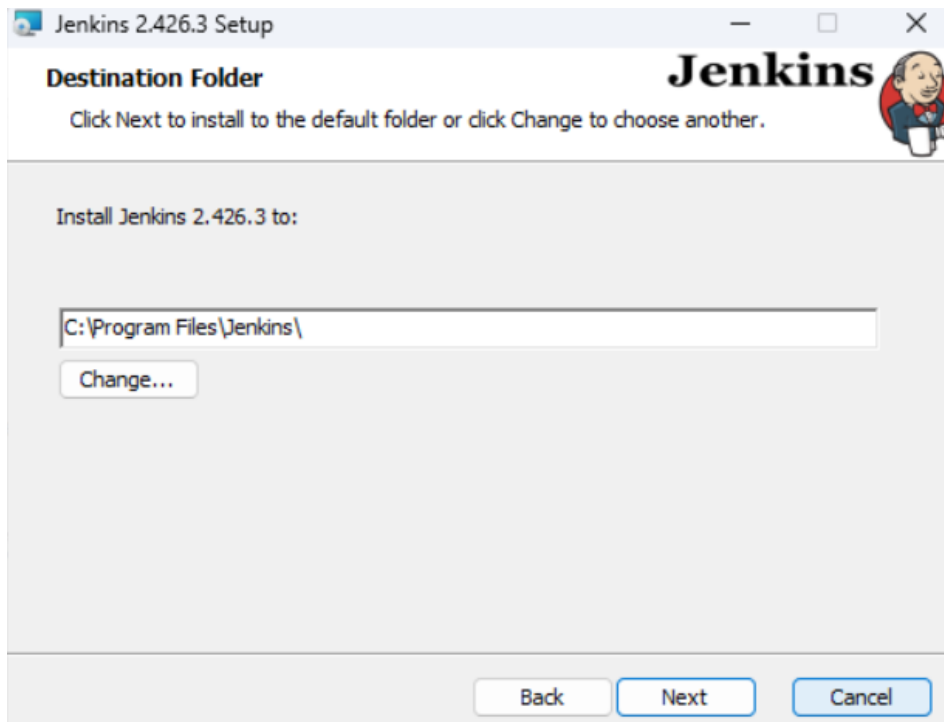 Jenkins 2.426.3 Setup
Destination Folder
Jenkins
Click Next to install to the default folder or click Change to choose another.
Install Jenkins 2.426.3 to:
C:\Program Files\Jenkins\
Change...
Back Next Cancel